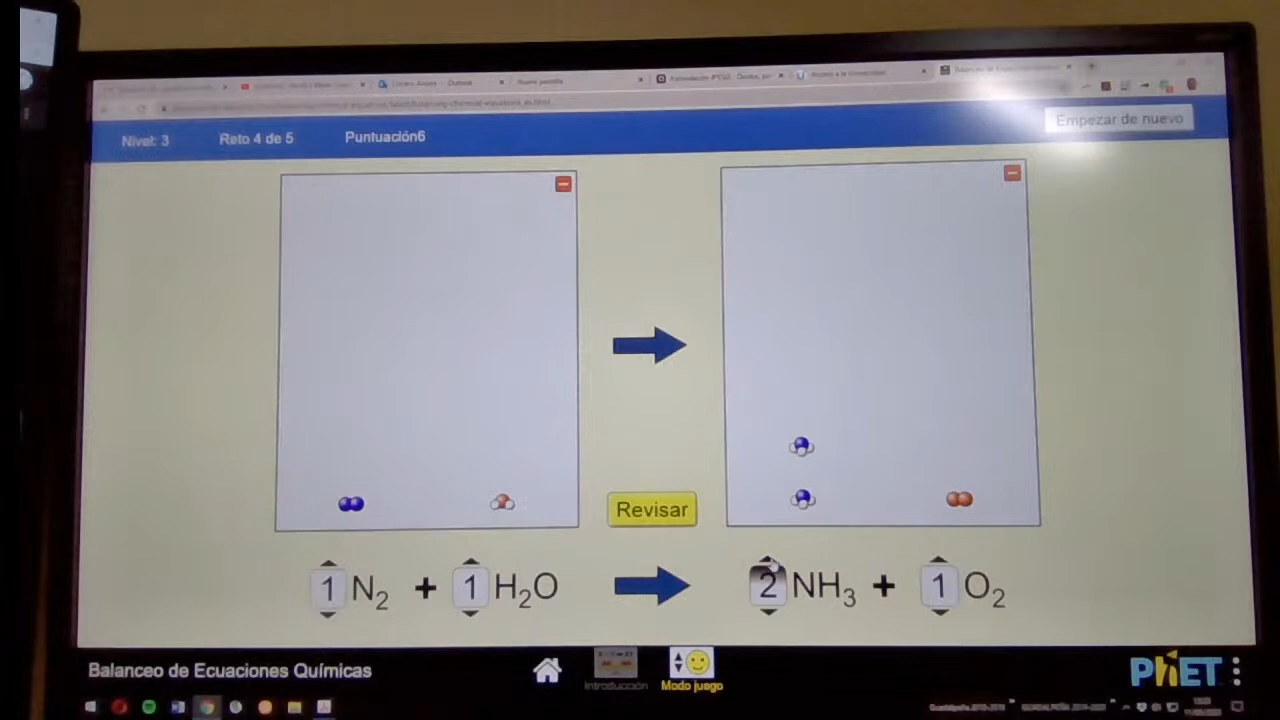 Nivel: 3 Reto 4 de 5 Puntuación6 Empezar de nuevo
Revisar
1 N2 + 1 H2O 2 NH3 + 1 O2
Balanceo de Ecuaciones Químicas
Introducción
Modo juego
PhET